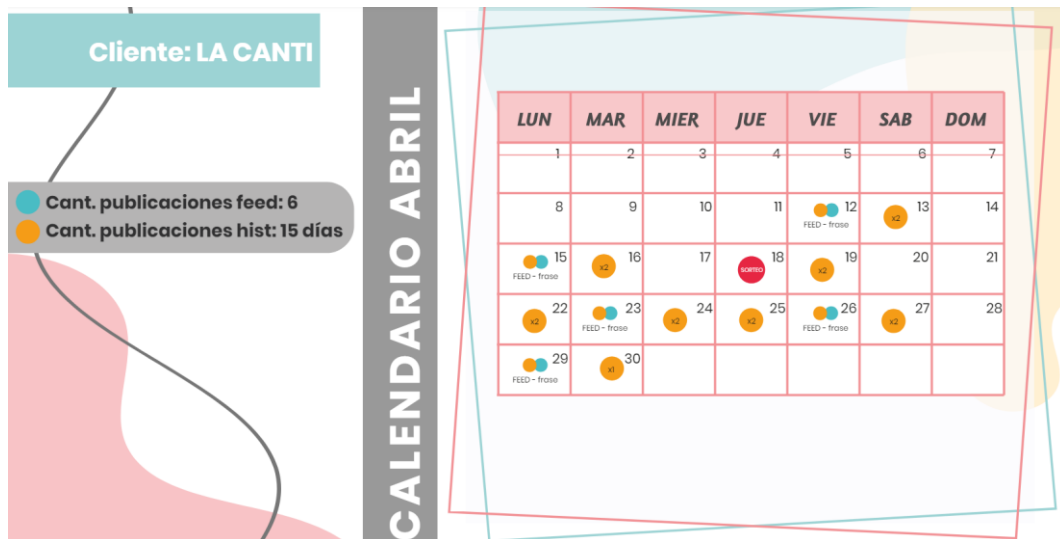 Cliente: LA CANTI
Cant. publicaciones feed: 6
Cant. publicaciones hist: 15 días
CALENDARIO ABRIL
LUN MAR MIER JUE VIE SAB DOM
1 2 3 4 5 6 7
8 9 10 11 12 13 14
FEED - frase x2
15 16 17 18 19 20 21
FEED - frase x2 SORTEO x2
22 23 24 25 26 27 28
x2 FEED - frase x2 x2 FEED - frase x2
29 30
FEED - frase x1